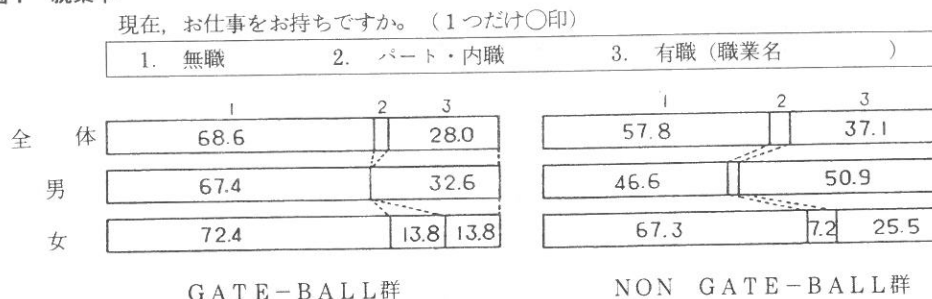 現在，お仕事をお持ちですか。（1つだけ○印）
1. 無職 2. パート・内職 3. 有職（職業名 ）
1 2 3
全体 68.6 28.0
男 67.4 32.6
女 72.4 13.8 13.8
GATE－BALL群
1 2 3
57.8 37.1
46.6 50.9
67.3 7.2 25.5
NON GATE－BALL群